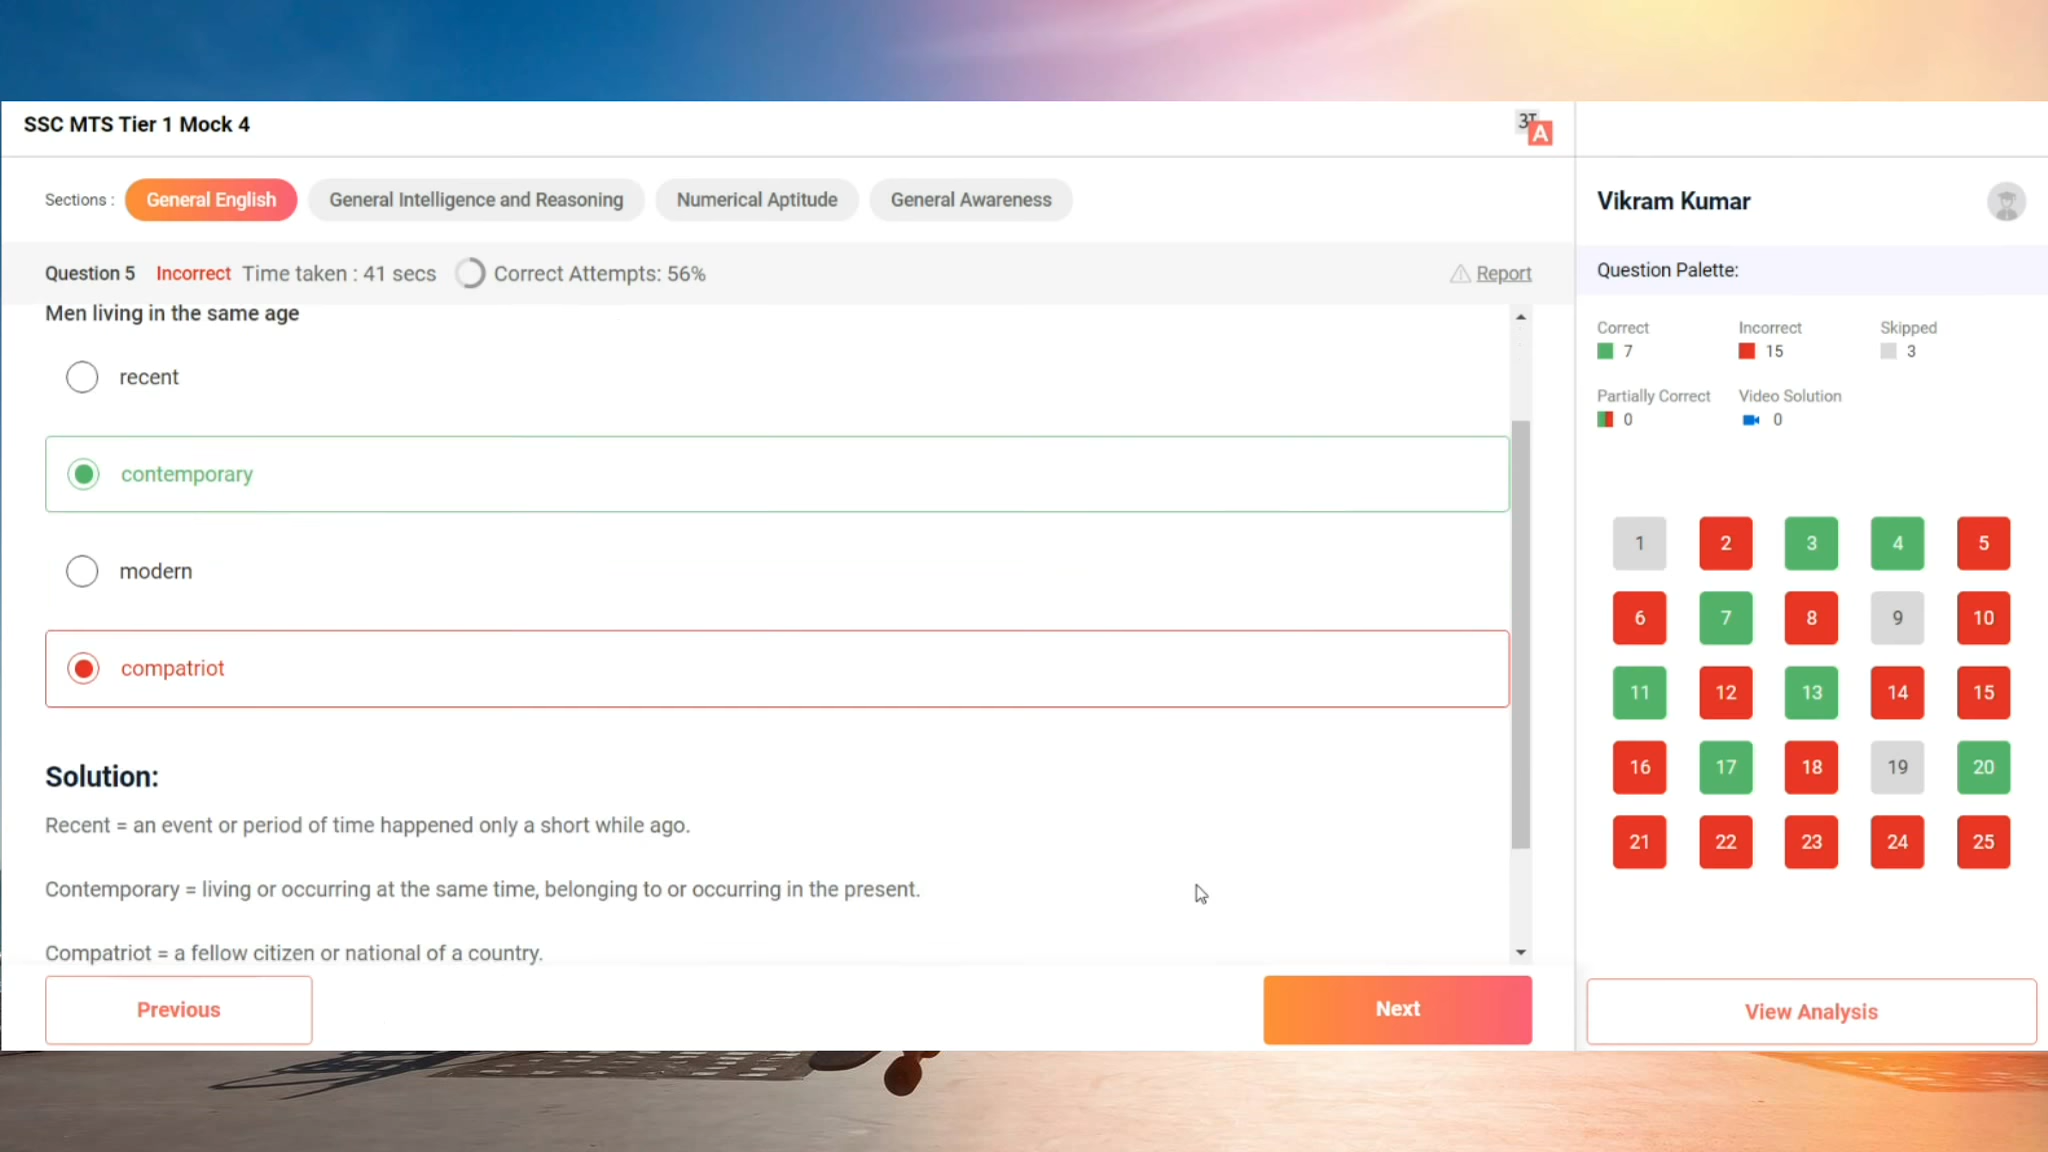 SSC MTS Tier 1 Mock 4
A
Sections :
General English
General Intelligence and Reasoning
Numerical Aptitude
General Awareness
Question 5 Incorrect Time taken : 41 secs Correct Attempts: 56%
Report
Men living in the same age
recent
contemporary
modern
compatriot
Solution:
Recent = an event or period of time happened only a short while ago.
Contemporary = living or occurring at the same time, belonging to or occurring in the present.
Compatriot = a fellow citizen or national of a country.
Previous
Next
Vikram Kumar
Question Palette:
Correct Incorrect Skipped
7 15 3
Partially Correct Video Solution
0 0
1 2 3 4 5
6 7 8 9 10
11 12 13 14 15
16 17 18 19 20
21 22 23 24 25
View Analysis